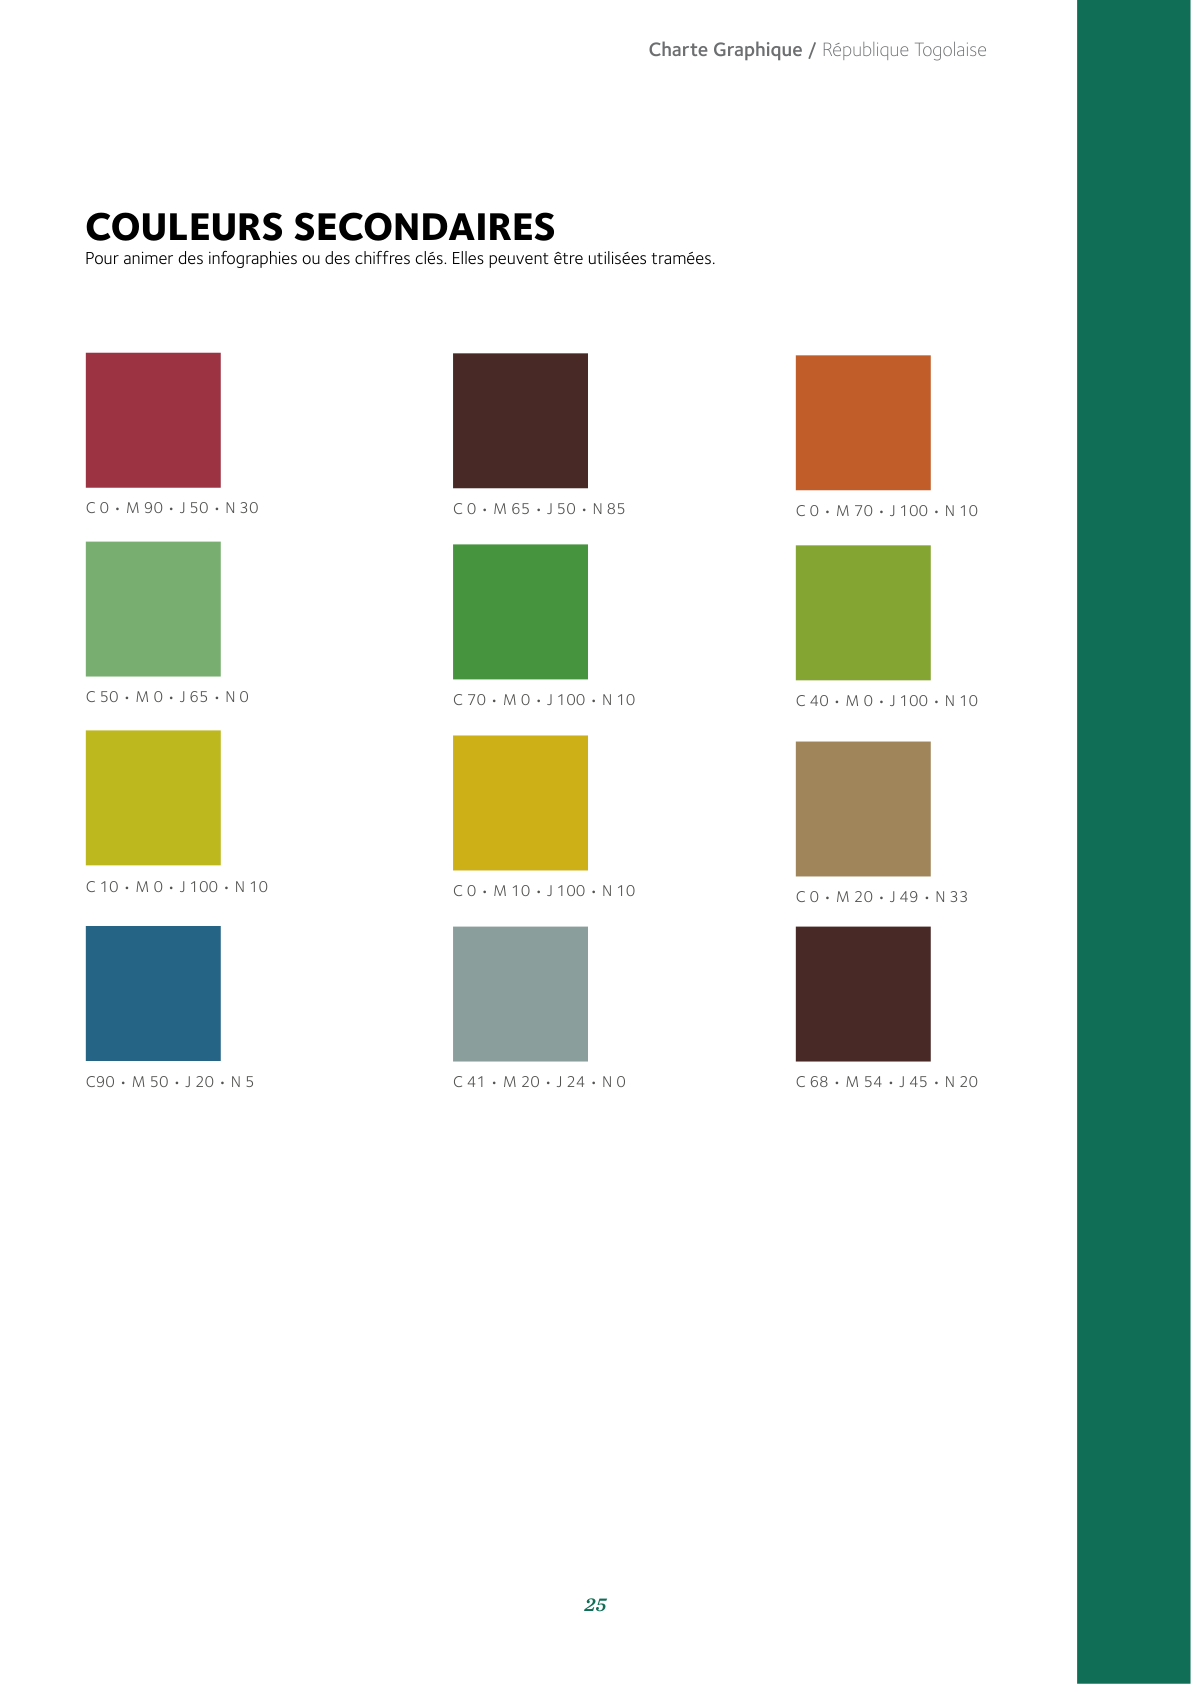 Charte Graphique / République Togolaise
COULEURS SECONDAIRES
Pour animer des infographies ou des chiffres clés. Elles peuvent être utilisées tramées.
C 0 • M 90 • J 50 • N 30
C 0 • M 65 • J 50 • N 85
C 0 • M 70 • J 100 • N 10
C 50 • M 0 • J 65 • N 0
C 70 • M 0 • J 100 • N 10
C 40 • M 0 • J 100 • N 10
C 10 • M 0 • J 100 • N 10
C 0 • M 10 • J 100 • N 10
C 0 • M 20 • J 49 • N 33
C90 • M 50 • J 20 • N 5
C 41 • M 20 • J 24 • N 0
C 68 • M 54 • J 45 • N 20
25